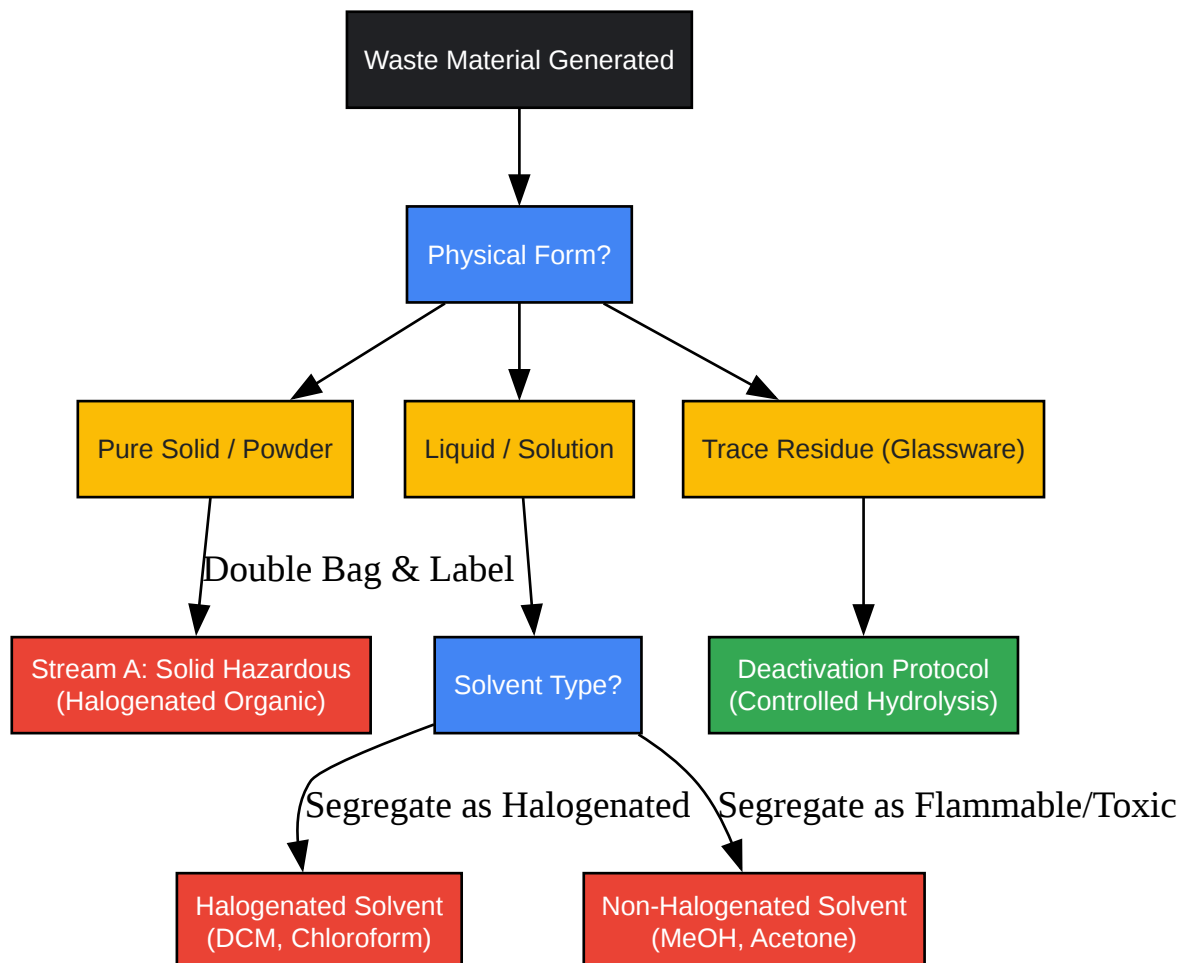 Waste Material Generated
Physical Form?
Pure Solid / Powder
Liquid / Solution
Trace Residue (Glassware)
Double Bag & Label
Stream A: Solid Hazardous
(Halogenated Organic)
Solvent Type?
Deactivation Protocol
(Controlled Hydrolysis)
Segregate as Halogenated
Segregate as Flammable/Toxic
Halogenated Solvent
(DCM, Chloroform)
Non-Halogenated Solvent
(MeOH, Acetone)